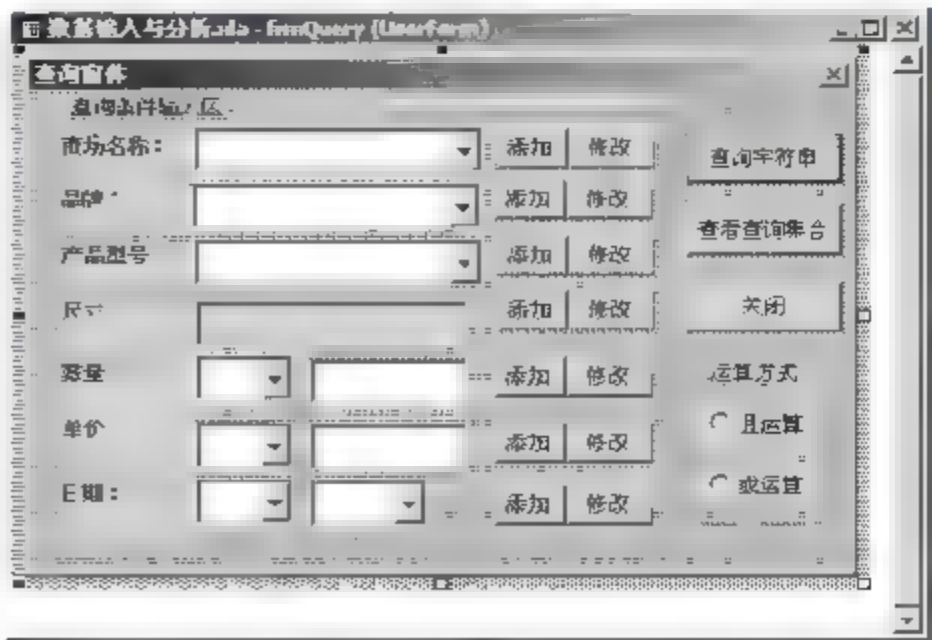 数据输入与分析.xla - frmQuery (UserForm)
查询窗体
查询条件输入区
商场名称： 添加 修改 查询字符串
品牌： 添加 修改
查看查询集合
产品型号 添加 修改
尺寸 添加 修改 关闭
数量 添加 修改 运算方式
单价 添加 修改 且运算
日期： 添加 修改 或运算